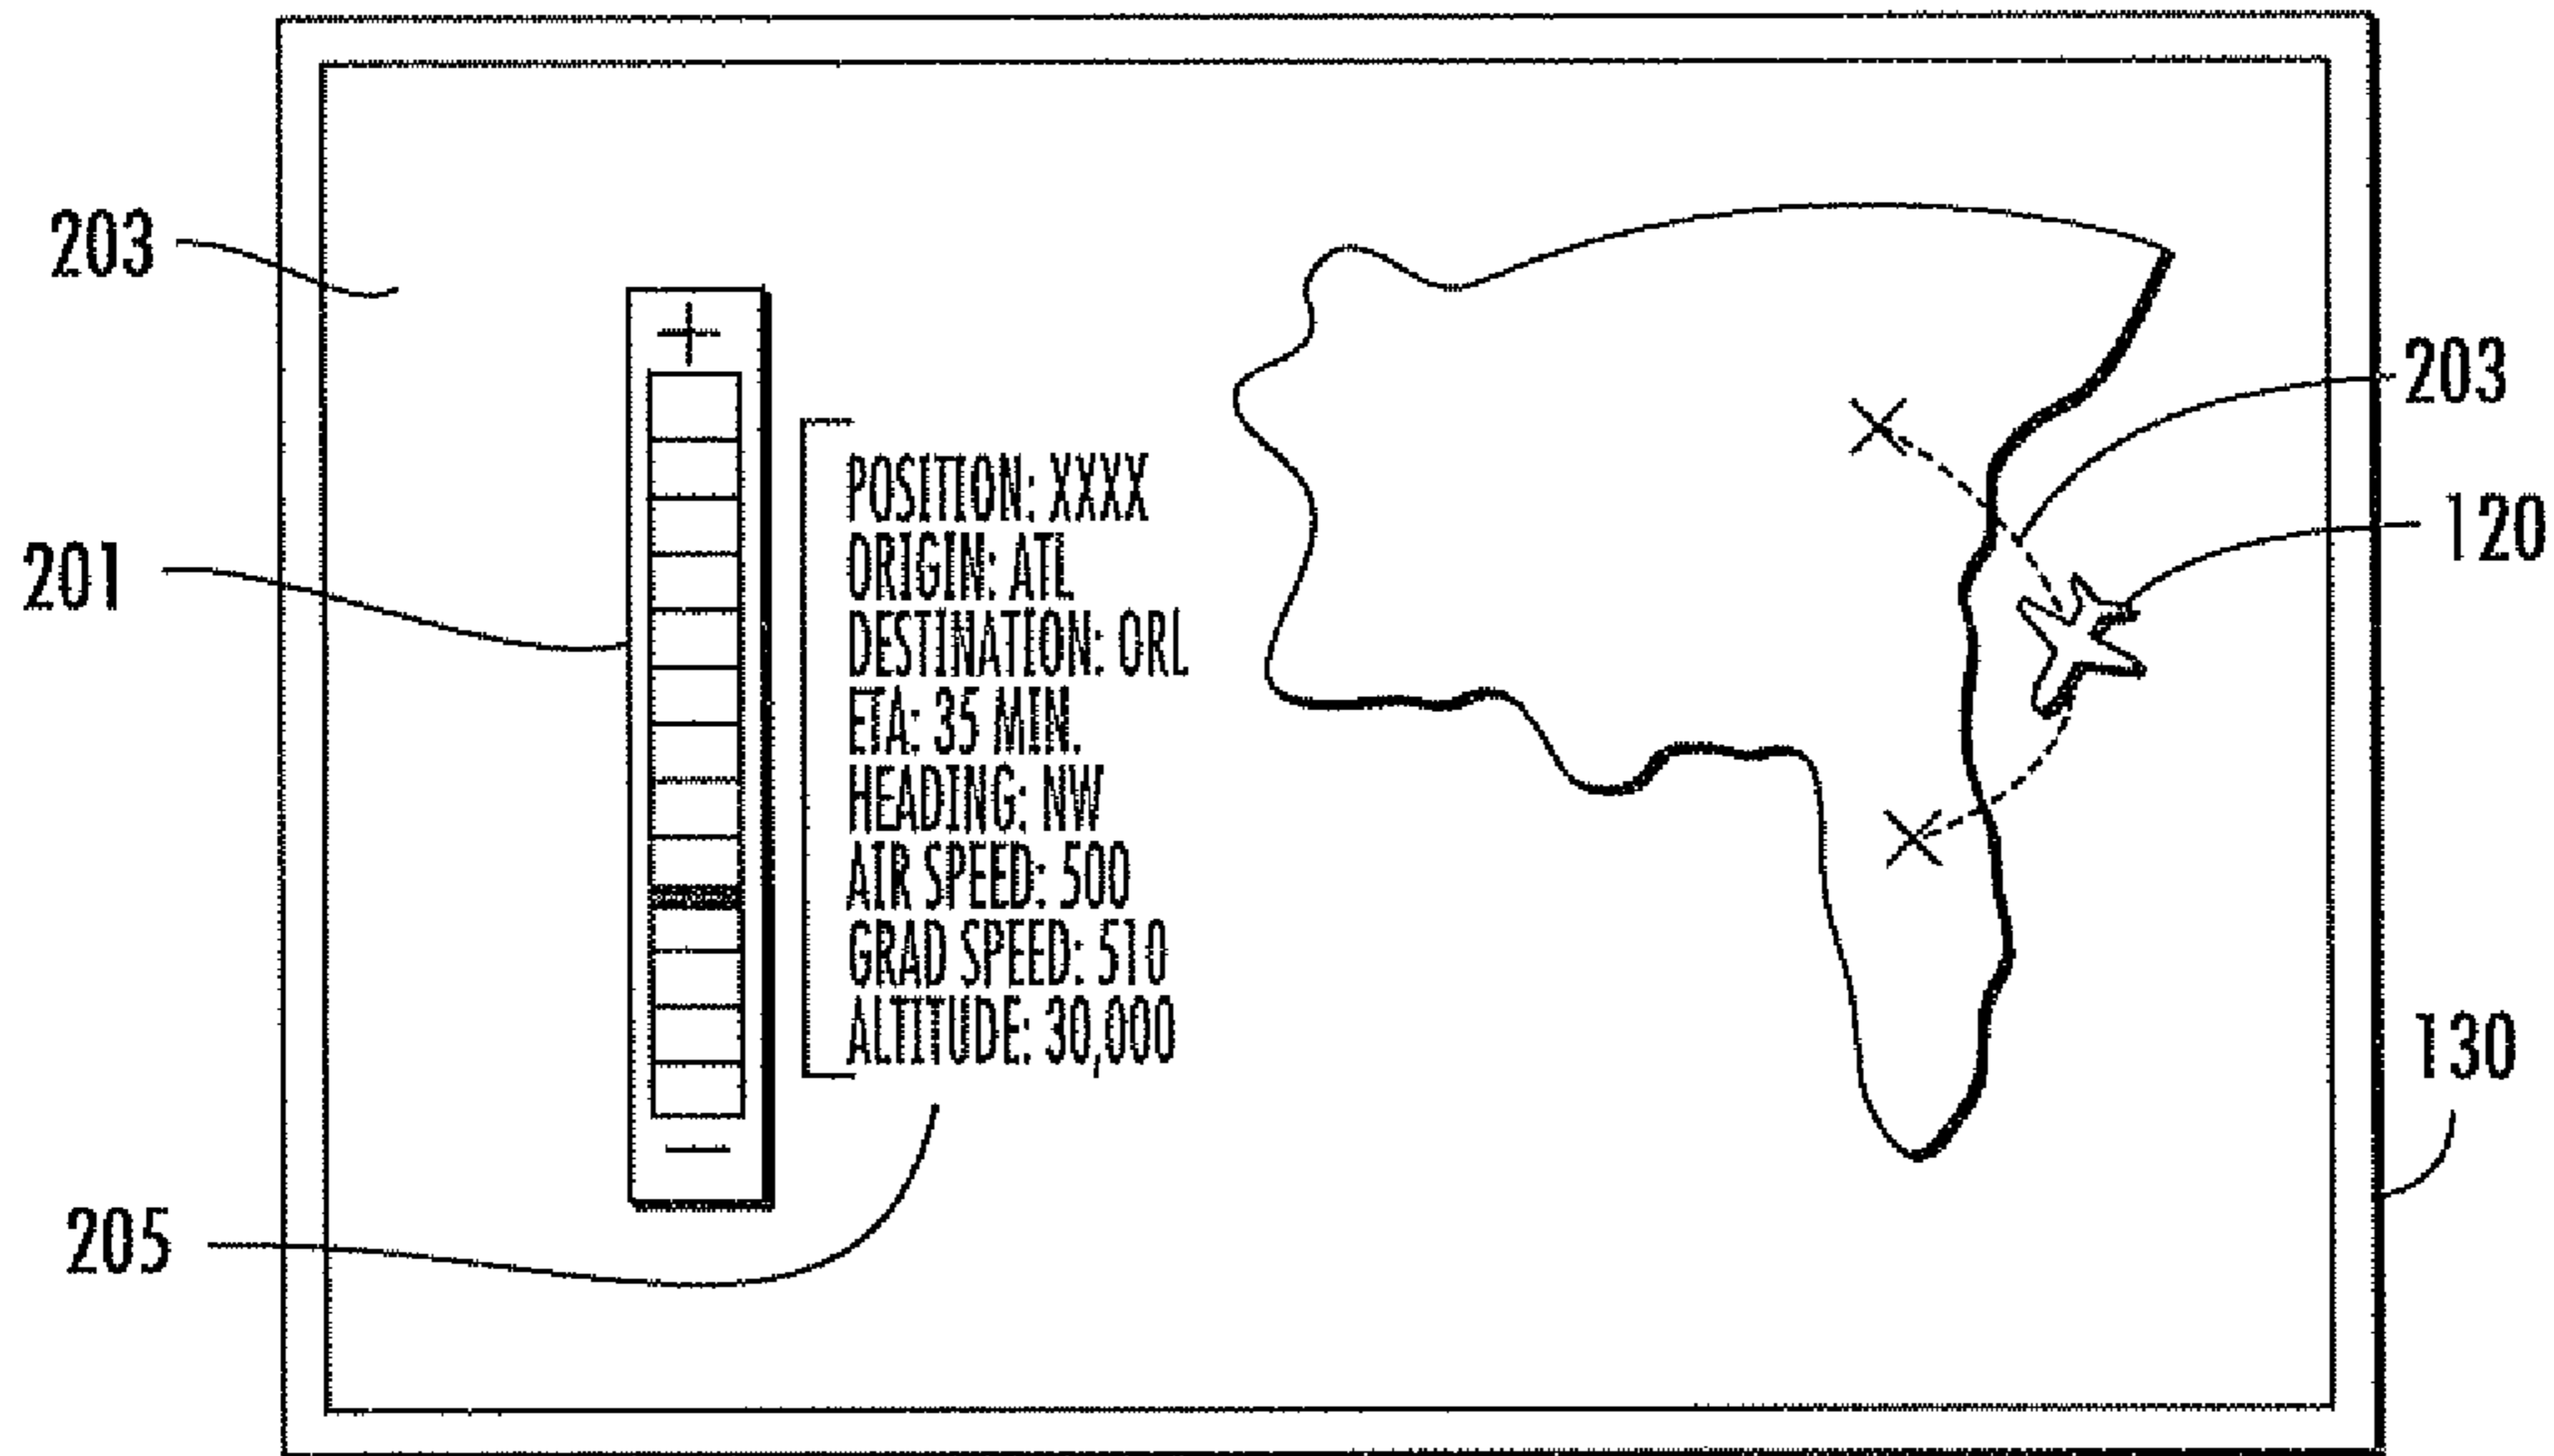 203
+
203
POSITION: XXXX
ORIGIN: ATL
120
201
DESTINATION: ORL
ETA: 35 MIN.
HEADING: NW
AIR SPEED: 500
GRAD SPEED: 510
ALTITUDE: 30,000
130
−
205